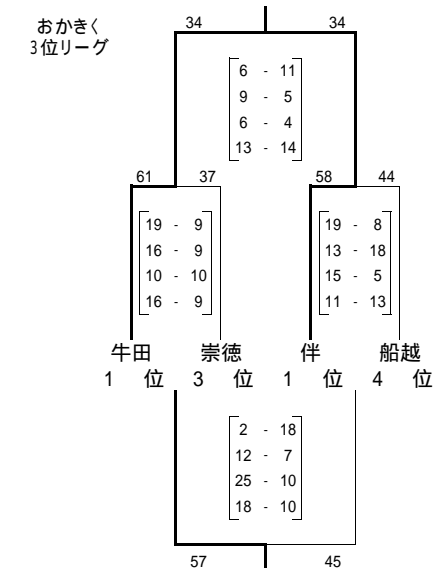 おかきく
3位リーグ
34 34
6 - 11
9 - 5
6 - 4
13 - 14
61 37 58 44
19 - 9 19 - 8
16 - 9 13 - 18
10 - 10 15 - 5
16 - 9 11 - 13
牛田 崇徳 伴 船越
1 位 3 位 1 位 4 位
2 - 18
12 - 7
25 - 10
18 - 10
57 45